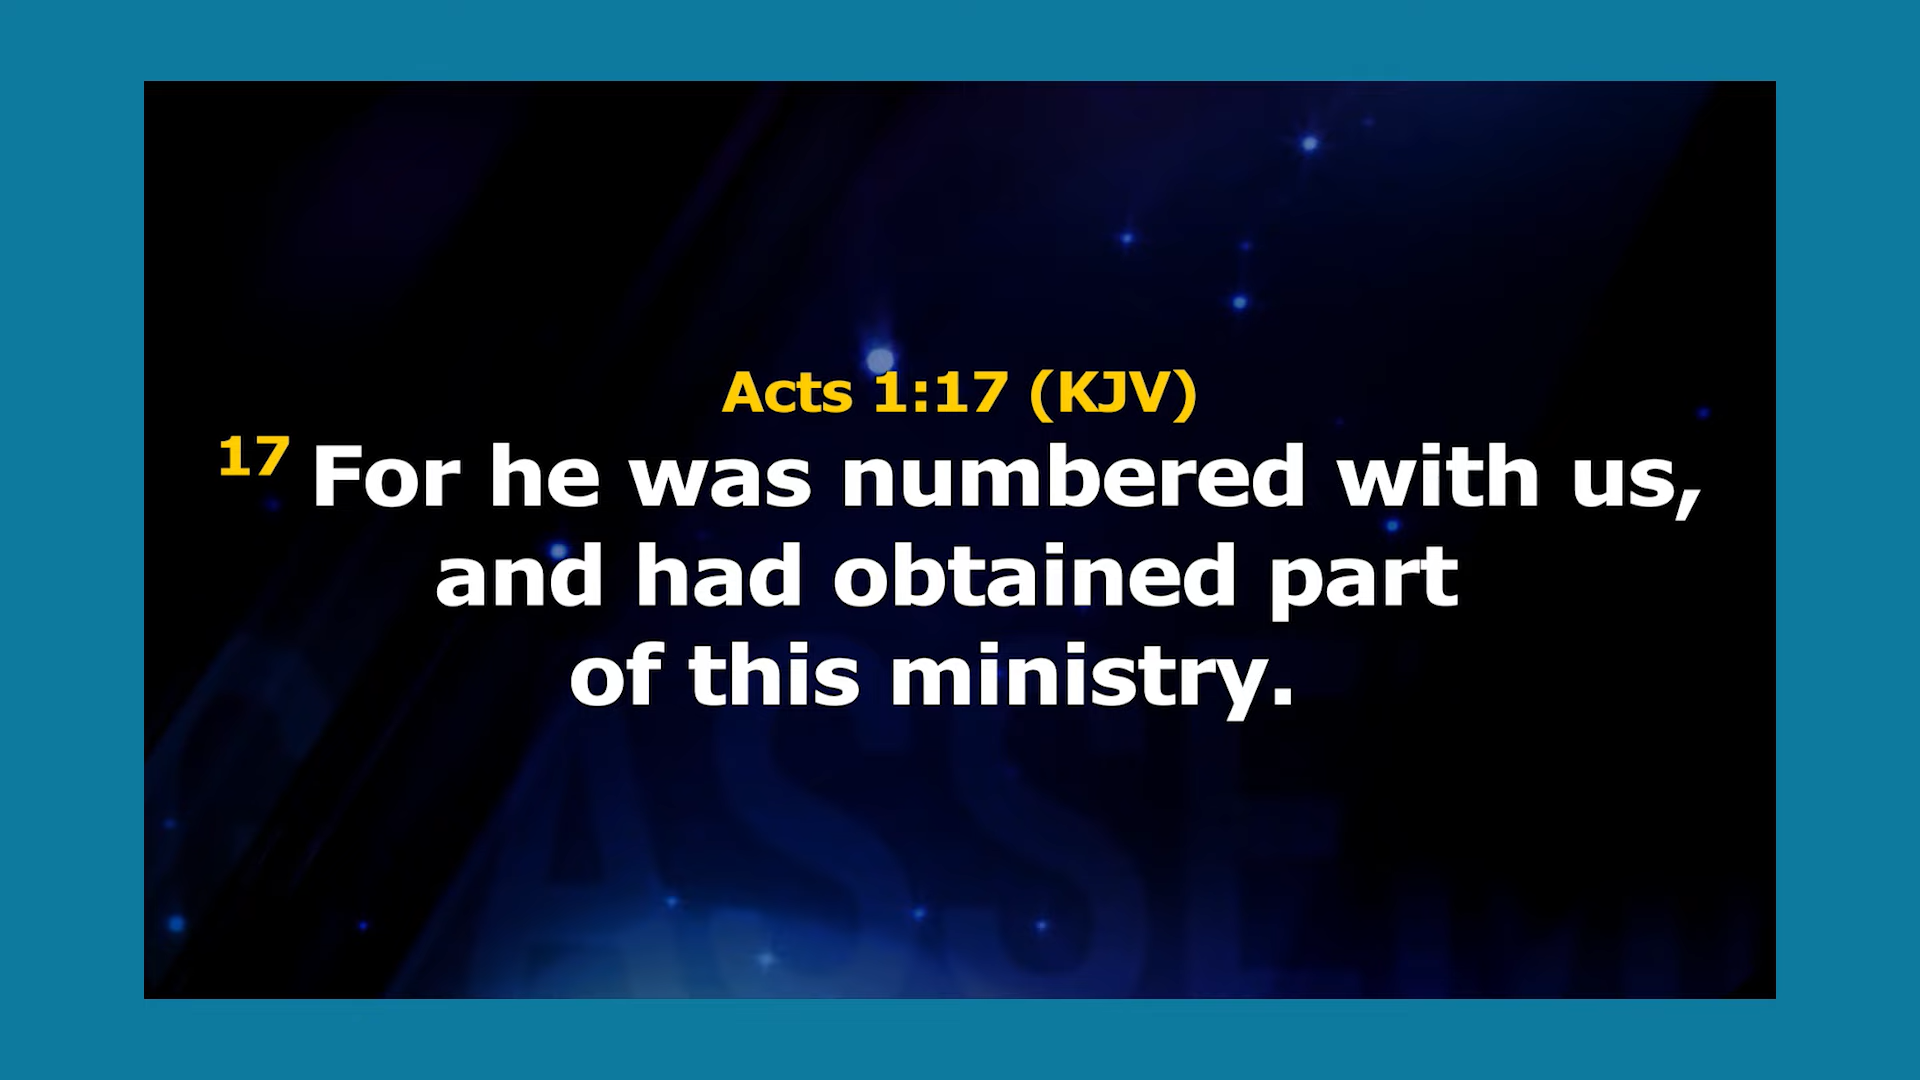 Acts 1:17 (KJV)
17 For he was numbered with us,
and had obtained part
of this ministry.